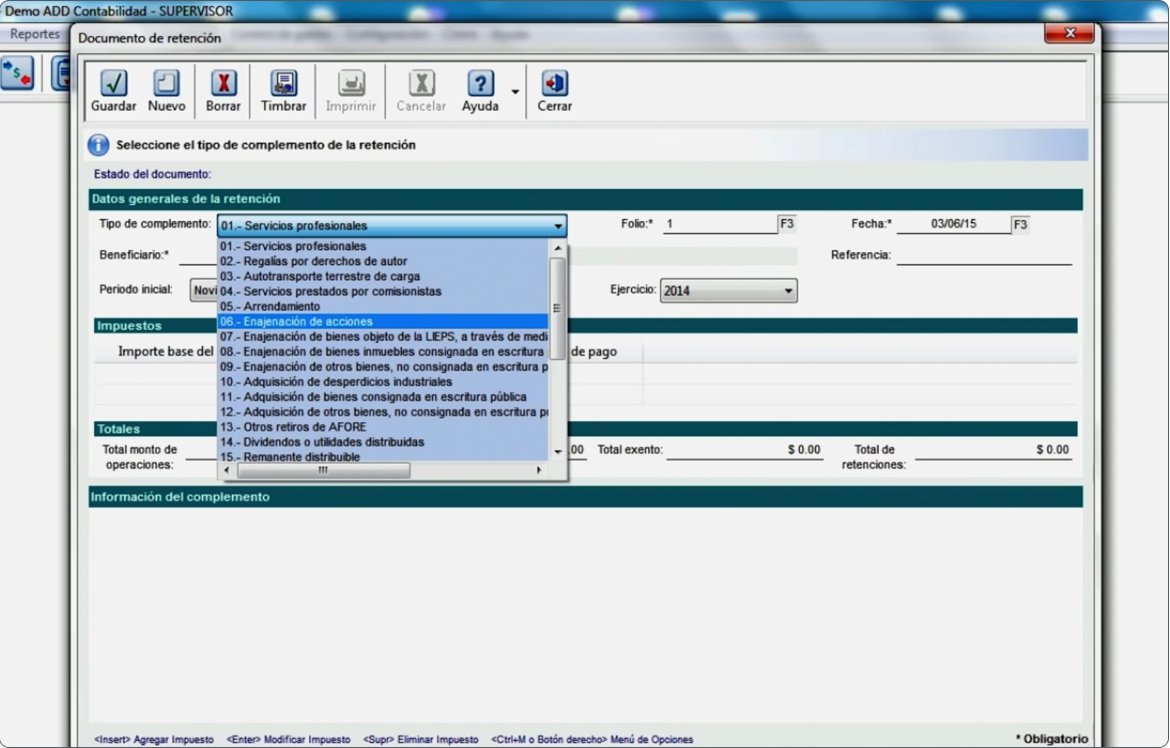 Demo ADD Contabilidad - SUPERVISOR
Reportes
Documento de retención
x
Guardar Nuevo Borrar Timbrar Imprimir Cancelar Ayuda Cerrar
Seleccione el tipo de complemento de la retención
Estado del documento:
Datos generales de la retención
Tipo de complemento: 01.- Servicios profesionales Folio:* 1 F3 Fecha:* 03/06/15 F3
Beneficiario:* Referencia:
Periodo inicial: Novi Ejercicio: 2014
01.- Servicios profesionales
02.- Regalías por derechos de autor
03.- Autotransporte terrestre de carga
04.- Servicios prestados por comisionistas
05.- Arrendamiento
06.- Enajenación de acciones
07.- Enajenación de bienes objeto de la LIEPS, a través de medi
08.- Enajenación de bienes inmuebles consignada en escritura
09.- Enajenación de otros bienes, no consignada en escritura p
10.- Adquisición de desperdicios industriales
11.- Adquisición de bienes consignada en escritura pública
12.- Adquisición de otros bienes, no consignada en escritura pú
13.- Otros retiros de AFORE
14.- Dividendos o utilidades distribuidas
15.- Remanente distribuible
Impuestos
Importe base del de pago
Totales
Total monto de operaciones: .00 Total exento: $ 0.00 Total de retenciones: $ 0.00
Información del complemento
<Insert> Agregar Impuesto <Enter> Modificar Impuesto <Supr> Eliminar Impuesto <Ctrl+M o Botón derecho> Menú de Opciones
* Obligatorio